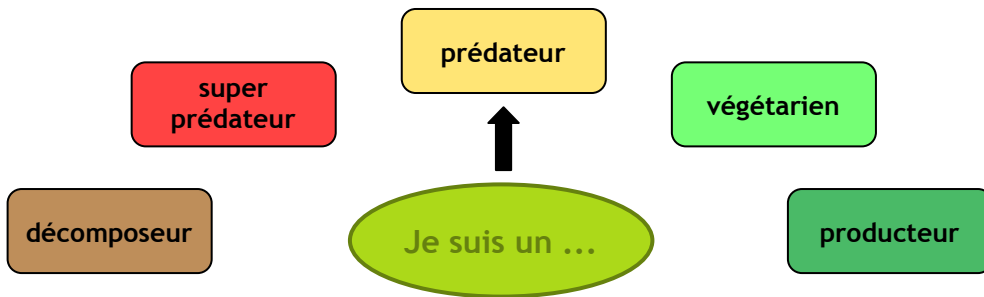 prédateur
super
prédateur
végétarien
décomposeur
Je suis un ...
producteur